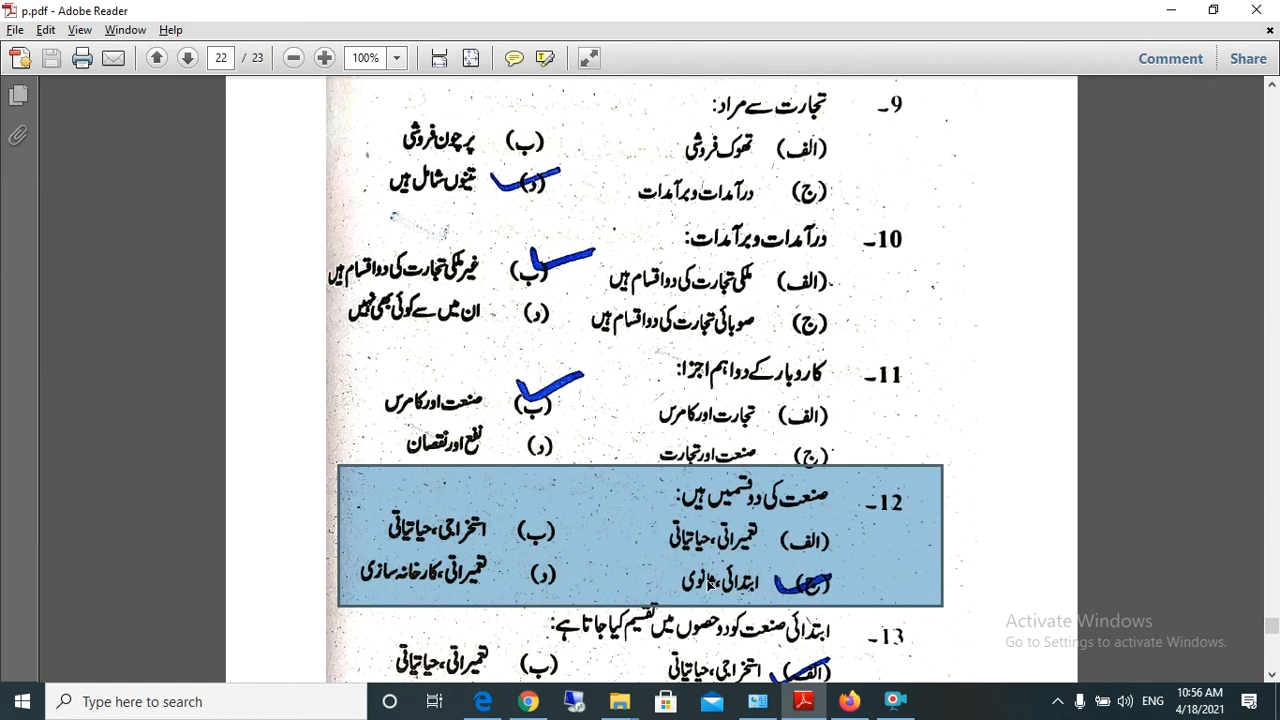 p.pdf - Adobe Reader
File Edit View Window Help
22 / 23 100% Comment Share
9۔ تجارت سے مراد:
(الف) تھوک فروشی (ب) پرچون فروشی
(ج) درآمدات و برآمدات (د) تینوں شامل ہیں
10۔ درآمدات و برآمدات:
(الف) ملکی تجارت کی دو اقسام ہیں (ب) غیر ملکی تجارت کی دو اقسام ہیں
(ج) صوبائی تجارت کی دو اقسام ہیں (د) ان میں سے کوئی بھی نہیں
11۔ کاروبار کے دو اہم اجزا:
(الف) تجارت اور کامرس (ب) صنعت اور کامرس
(ج) صنعت اور تجارت (د) نفع اور نقصان
12۔ صنعت کی دو قسمیں ہیں:
(الف) تعمیراتی، حیاتیاتی (ب) استخراجی، حیاتیاتی
(ج) ابتدائی، ثانوی (د) تعمیراتی، کارخانہ سازی
13۔ ابتدائی صنعت کو دو حصوں میں تقسیم کیا جاتا ہے:
(الف) استخراجی، حیاتیاتی (ب) تعمیراتی، حیاتیاتی
Activate Windows
Go to Settings to activate Windows.
Type here to search
ENG
10:56 AM
4/18/2021